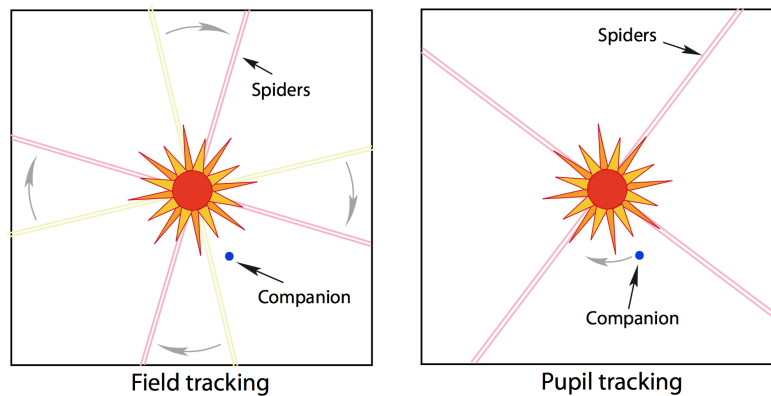 Spiders
Companion
Field tracking
Spiders
Companion
Pupil tracking